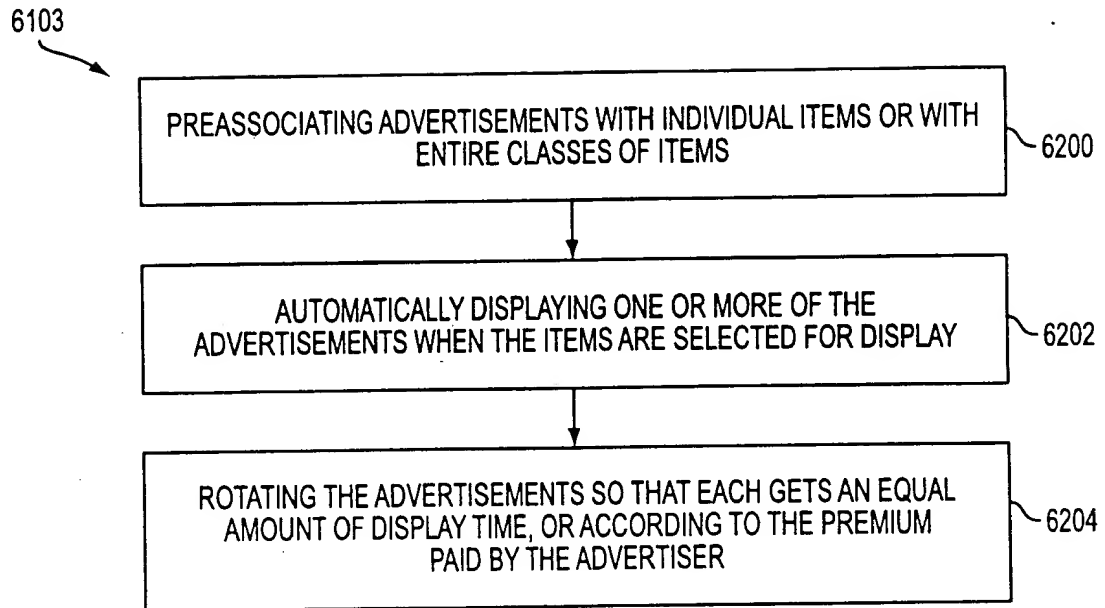 6103
PREASSOCIATING ADVERTISEMENTS WITH INDIVIDUAL ITEMS OR WITH
ENTIRE CLASSES OF ITEMS
6200
AUTOMATICALLY DISPLAYING ONE OR MORE OF THE
ADVERTISEMENTS WHEN THE ITEMS ARE SELECTED FOR DISPLAY
6202
ROTATING THE ADVERTISEMENTS SO THAT EACH GETS AN EQUAL
AMOUNT OF DISPLAY TIME, OR ACCORDING TO THE PREMIUM
PAID BY THE ADVERTISER
6204